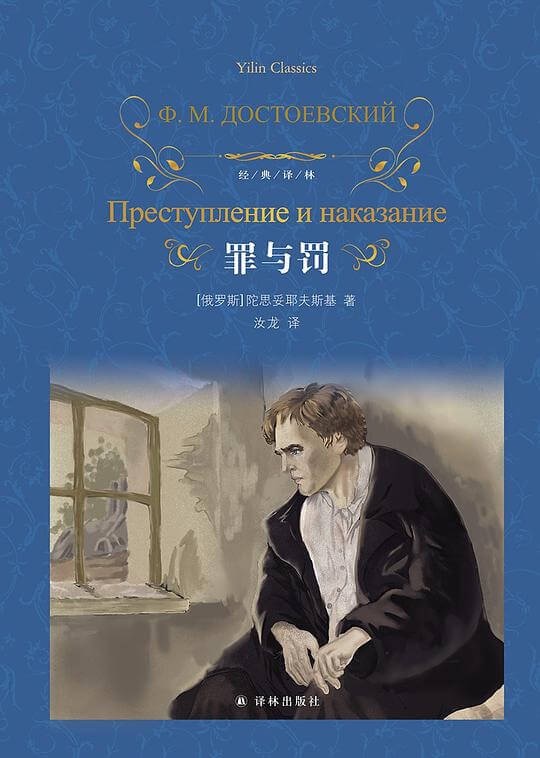 Yilin Classics
Ф. М. ДОСТОЕВСКИЙ
经/典/译/林
Преступление и наказание
罪与罚
[俄罗斯]陀思妥耶夫斯基 著
汝龙 译
译林出版社